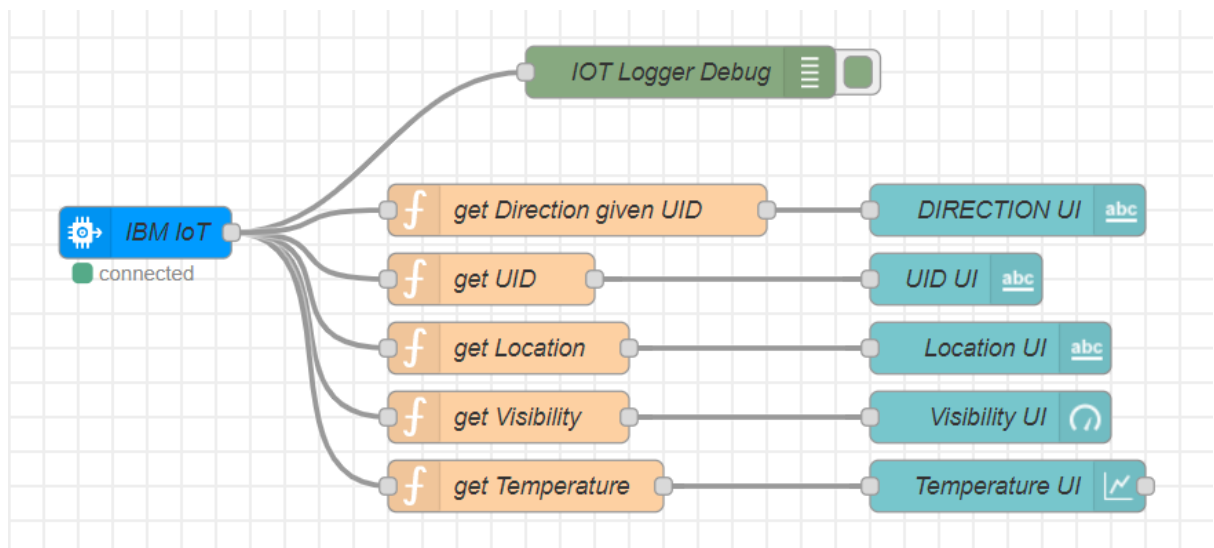 IOT Logger Debug
get Direction given UID
DIRECTION UI
abc
IBM IoT
connected
get UID
UID UI
abc
get Location
Location UI
abc
get Visibility
Visibility UI
get Temperature
Temperature UI